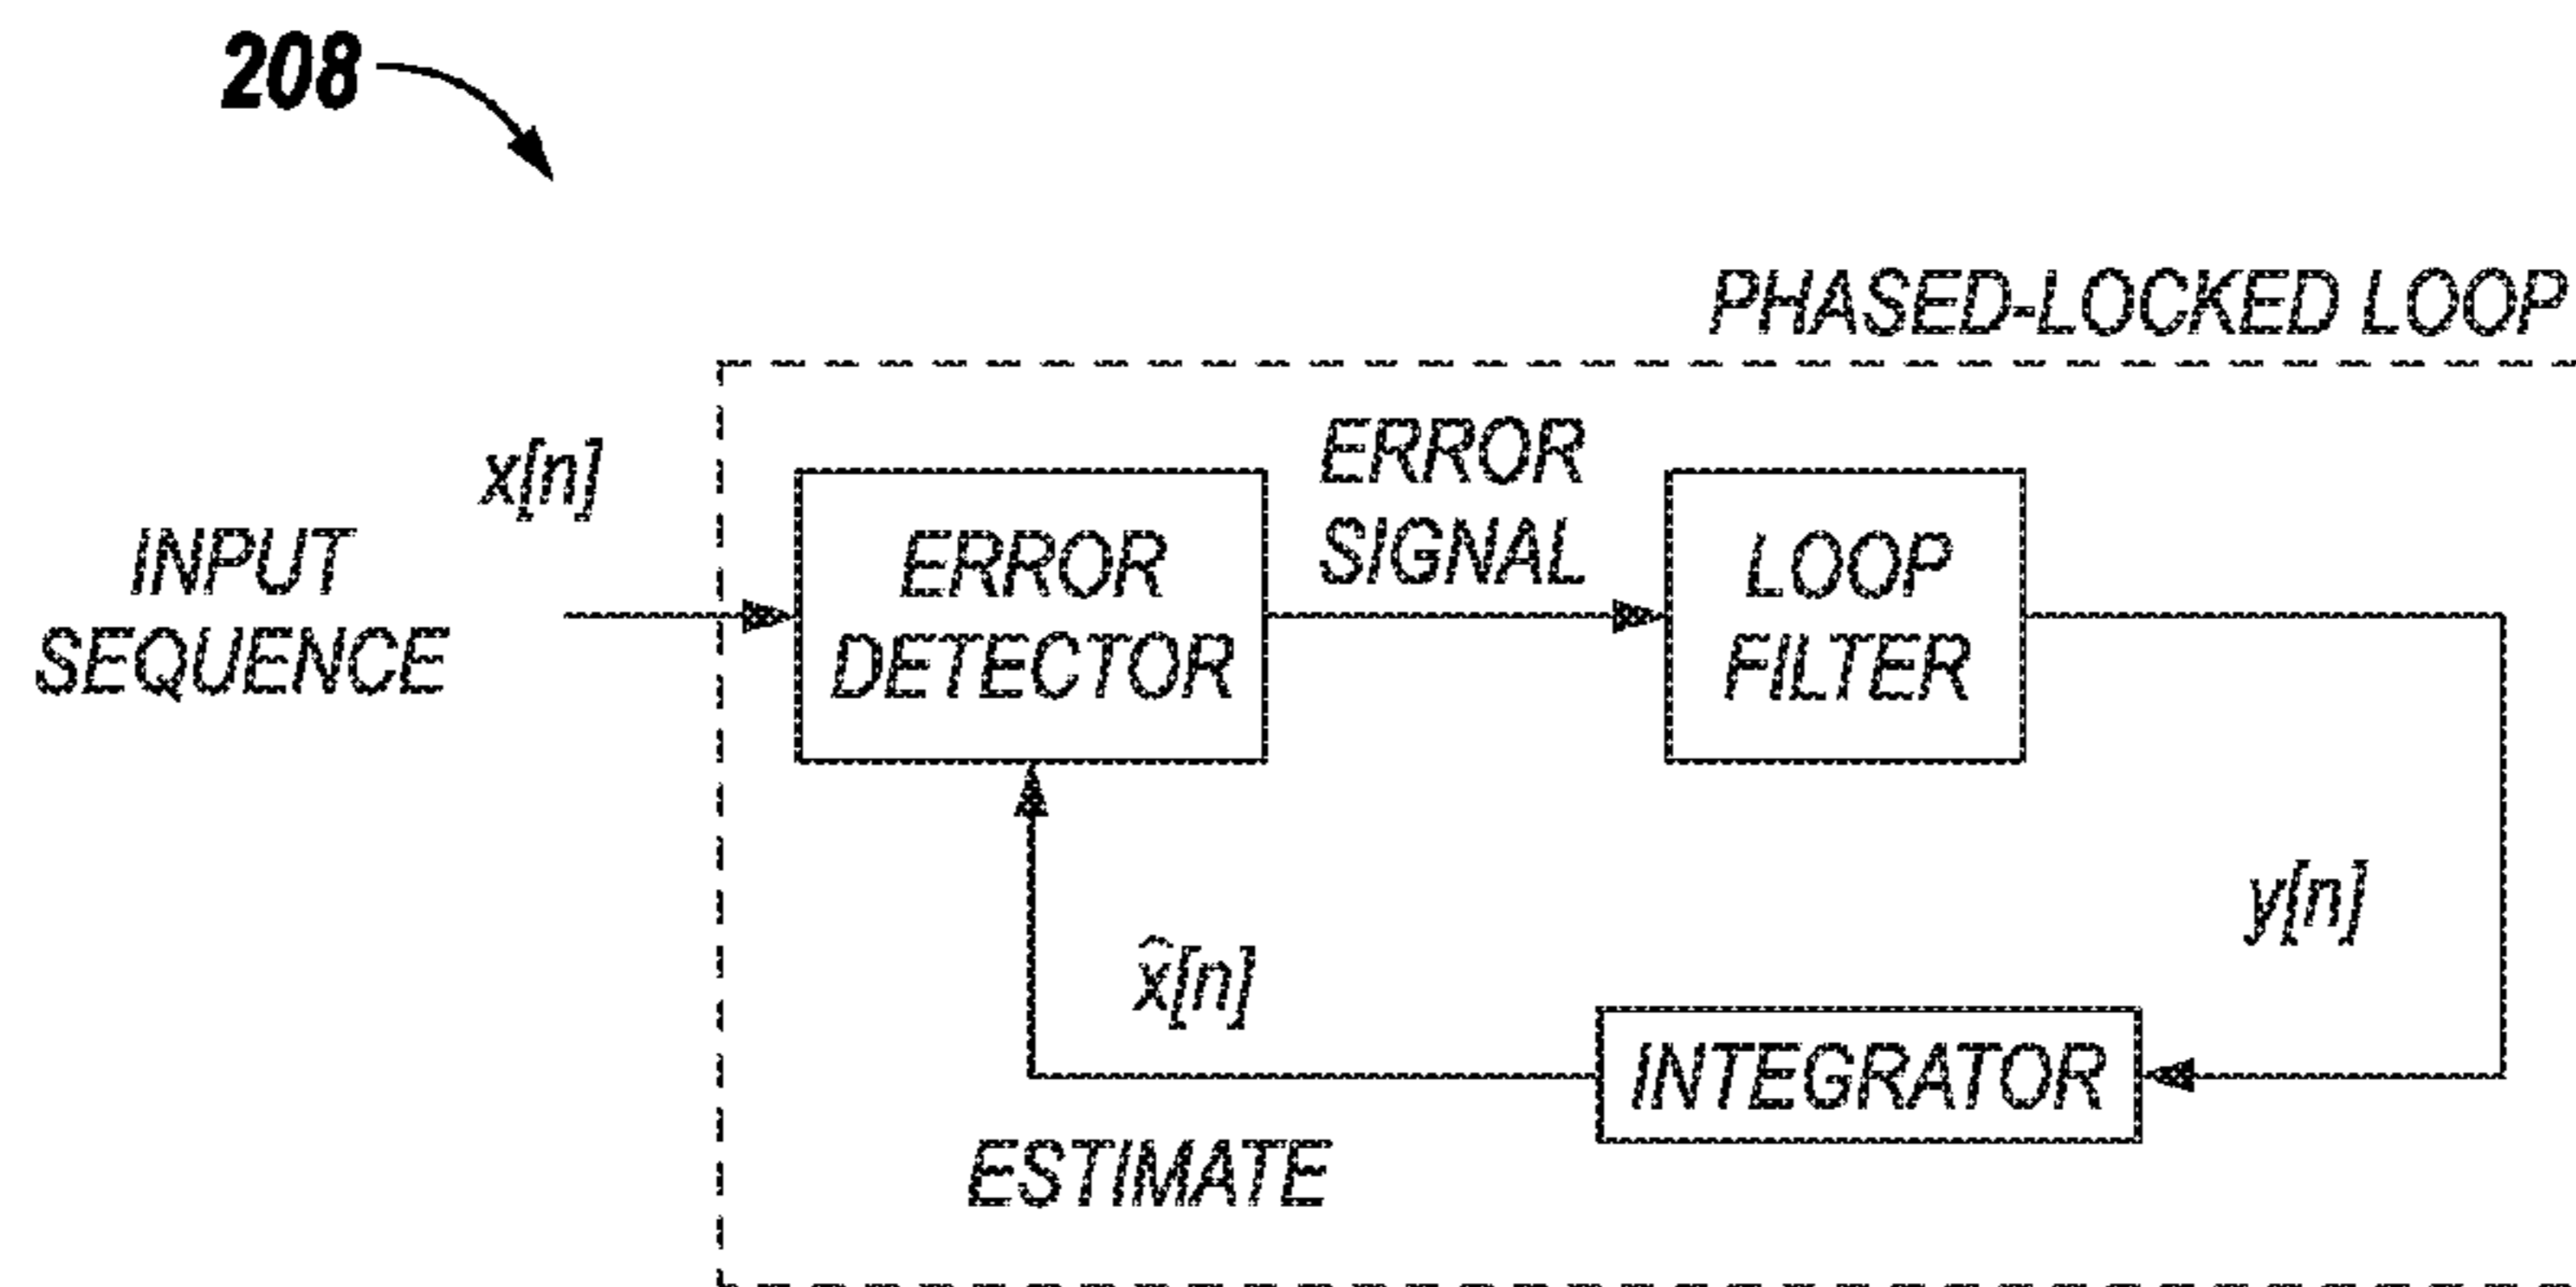 208
PHASED-LOCKED LOOP
x[n]
INPUT
SEQUENCE
ERROR
DETECTOR
ERROR
SIGNAL
LOOP
FILTER
y[n]
x̂[n]
INTEGRATOR
ESTIMATE